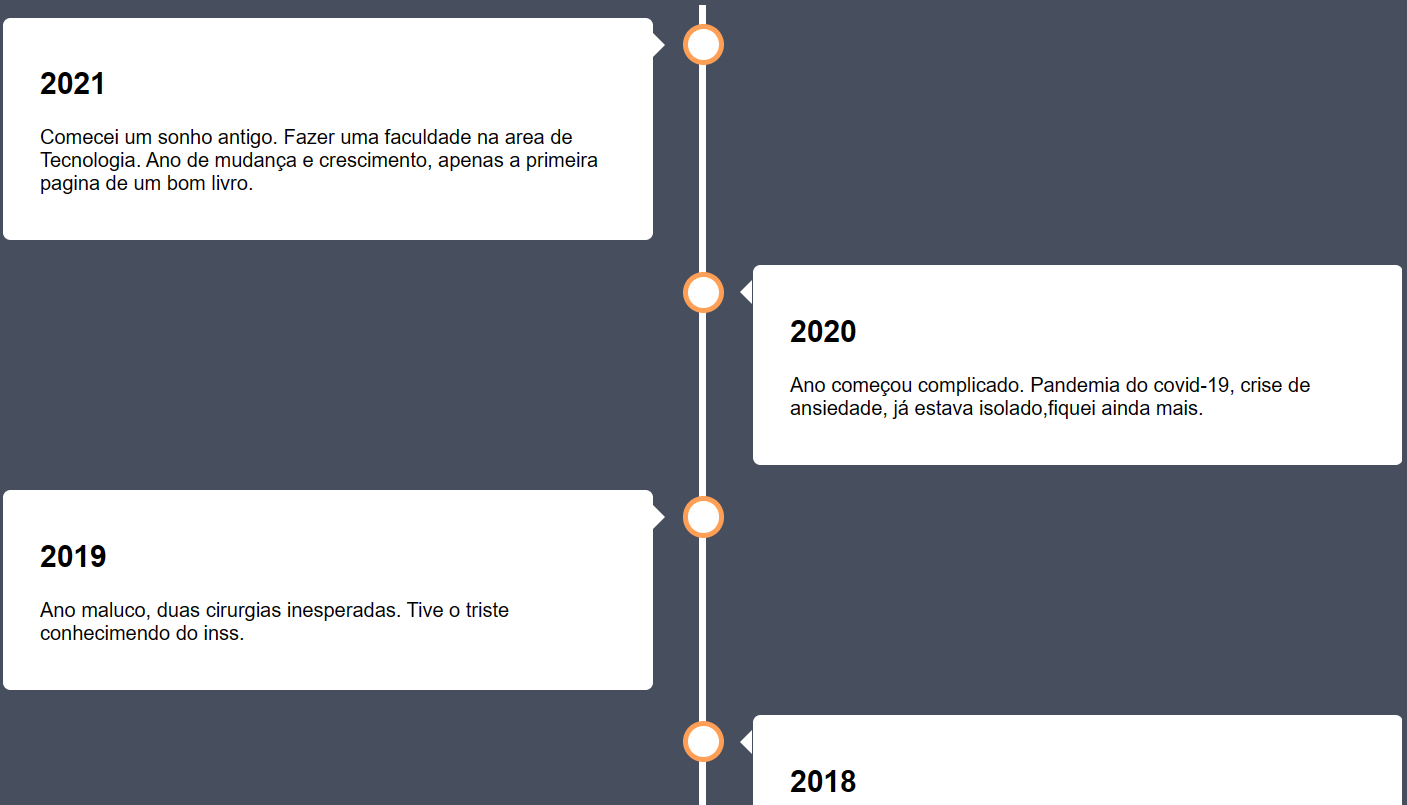 2021
Comecei um sonho antigo. Fazer uma faculdade na area de
Tecnologia. Ano de mudança e crescimento, apenas a primeira
pagina de um bom livro.
2020
Ano começou complicado. Pandemia do covid-19, crise de
ansiedade, já estava isolado,fiquei ainda mais.
2019
Ano maluco, duas cirurgias inesperadas. Tive o triste
conhecimendo do inss.
2018